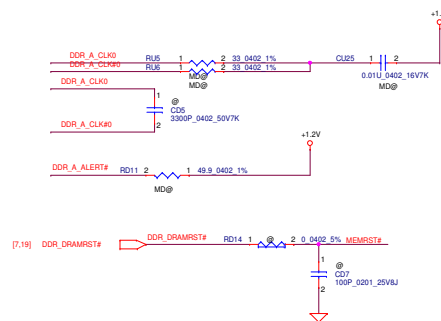 +1.
DDR_A_CLK0 RU5 1 2 33_0402_1% CU25 1 2
DDR_A_CLK#0 RU6 1 2 33_0402_1%
MD@
MD@
0.01U_0402_16V7K
MD@
DDR_A_CLK0
1 @
CD5
3300P_0402_50V7K
2
DDR_A_CLK#0
+1.2V
DDR_A_ALERT# RD11 2 1 49.9_0402_1%
MD@
[7,19] DDR_DRAMRST# DDR_DRAMRST# RD14 1 @ 2 0_0402_5% MEMRST#
1 @
CD7
100P_0201_25V8J
2